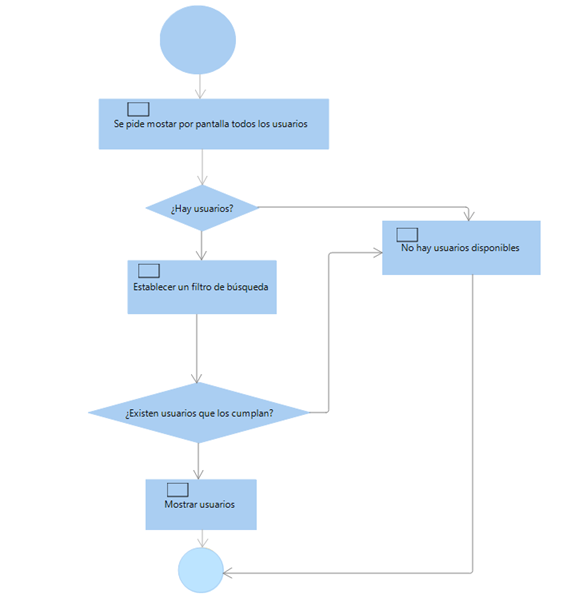 Se pide mostar por pantalla todos los usuarios
¿Hay usuarios?
No hay usuarios disponibles
Establecer un filtro de búsqueda
¿Existen usuarios que los cumplan?
Mostrar usuarios